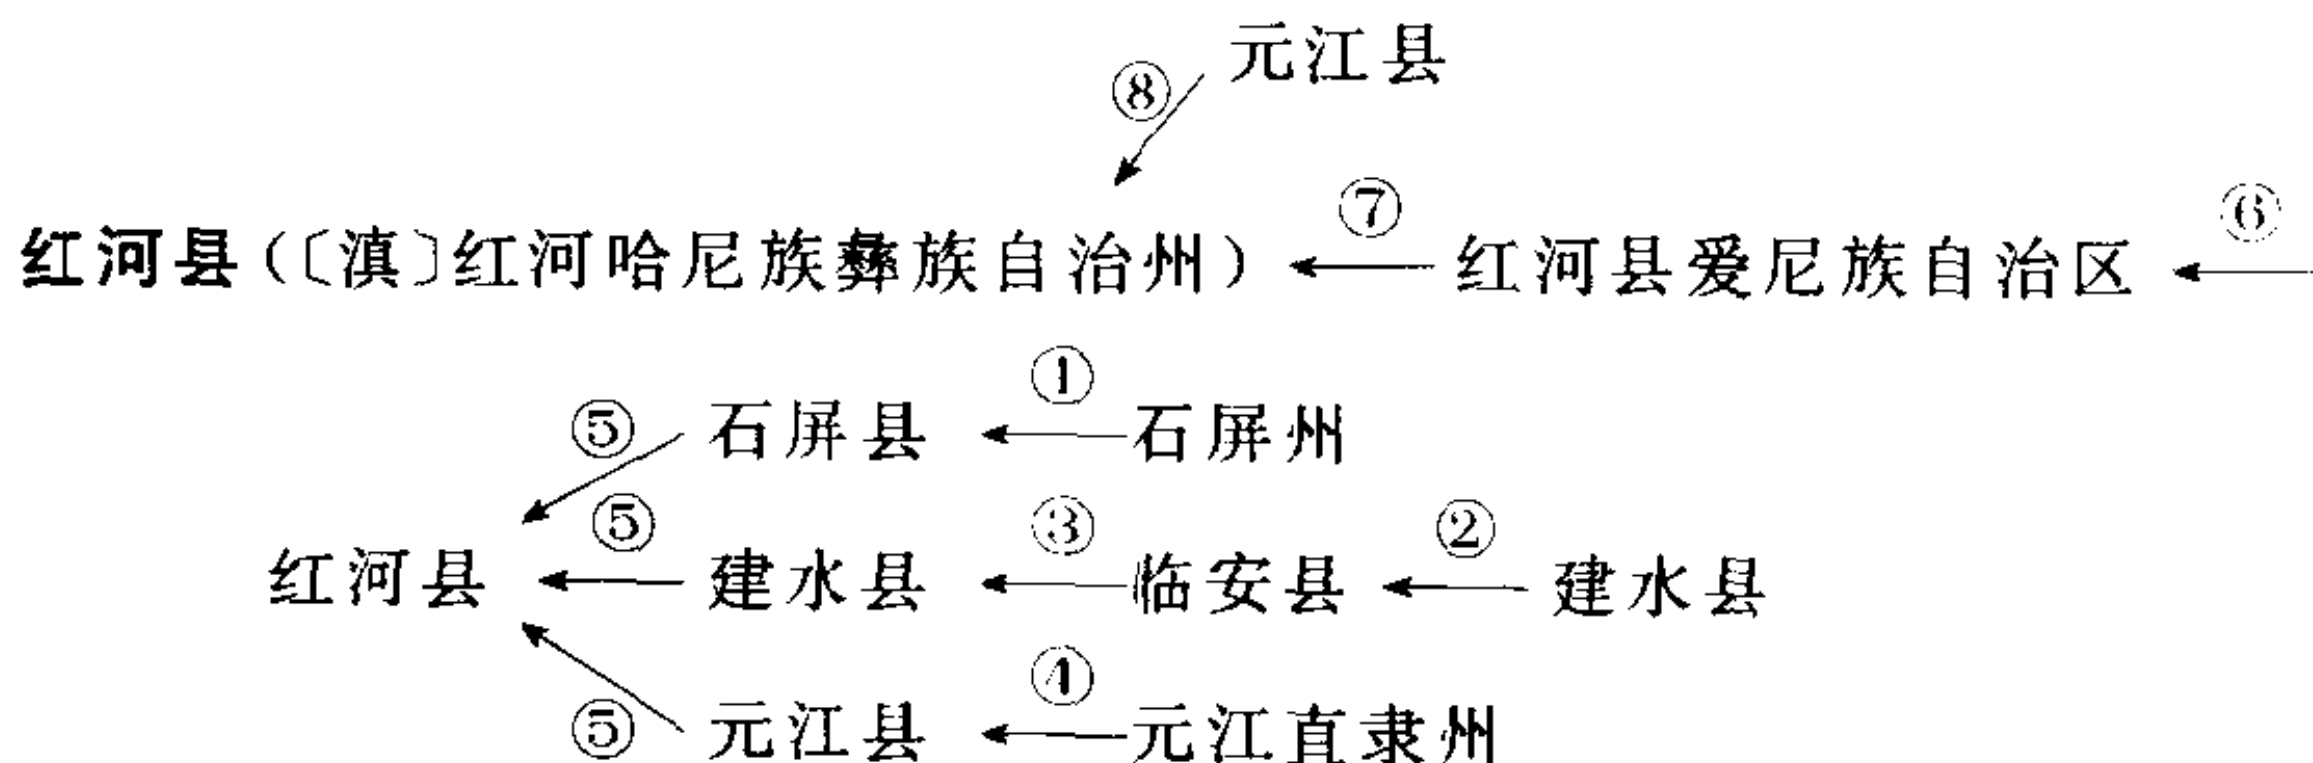 元江县
⑧
⑦ ⑥
红河县(〔滇〕红河哈尼族彝族自治州) ← 红河县爱尼族自治区 ←
⑤ ①
石屏县 ← 石屏州
⑤ ③ ②
红河县 ← 建水县 ← 临安县 ← 建水县
⑤ ④
元江县 ← 元江直隶州